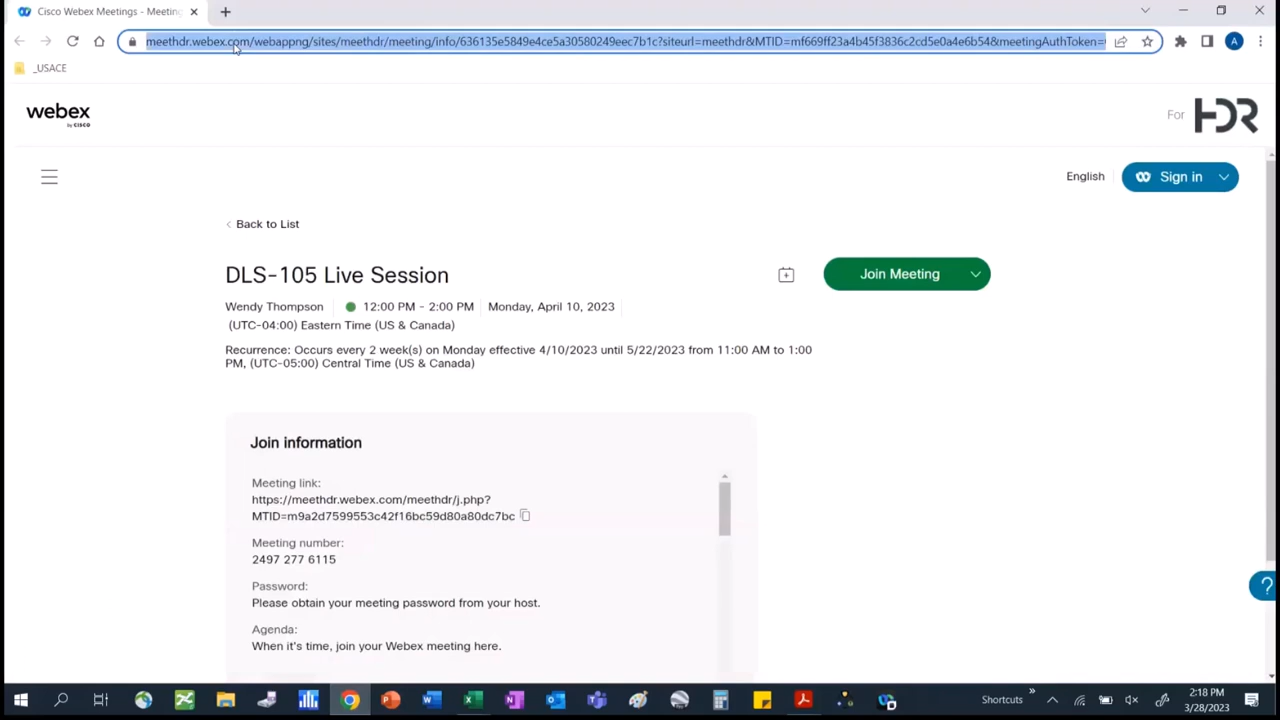 Cisco Webex Meetings - Meeting
meethdr.webex.com/webappng/sites/meethdr/meeting/info/636135e5849e4ce5a30580249eec7b1c?siteurl=meethdr&MTID=mf669ff23a4b45f3836c2cd5e0a4e6b54&meetingAuthToken=
A
_USACE
webex
by CISCO
For HDR
English
Sign in
Back to List
DLS-105 Live Session
Join Meeting
Wendy Thompson 12:00 PM - 2:00 PM Monday, April 10, 2023
(UTC-04:00) Eastern Time (US & Canada)
Recurrence: Occurs every 2 week(s) on Monday effective 4/10/2023 until 5/22/2023 from 11:00 AM to 1:00
PM, (UTC-05:00) Central Time (US & Canada)
Join information
Meeting link:
https://meethdr.webex.com/meethdr/j.php?
MTID=m9a2d7599553c42f16bc59d80a80dc7bc
Meeting number:
2497 277 6115
Password:
Please obtain your meeting password from your host.
Agenda:
When it's time, join your Webex meeting here.
Shortcuts
2:18 PM
3/28/2023